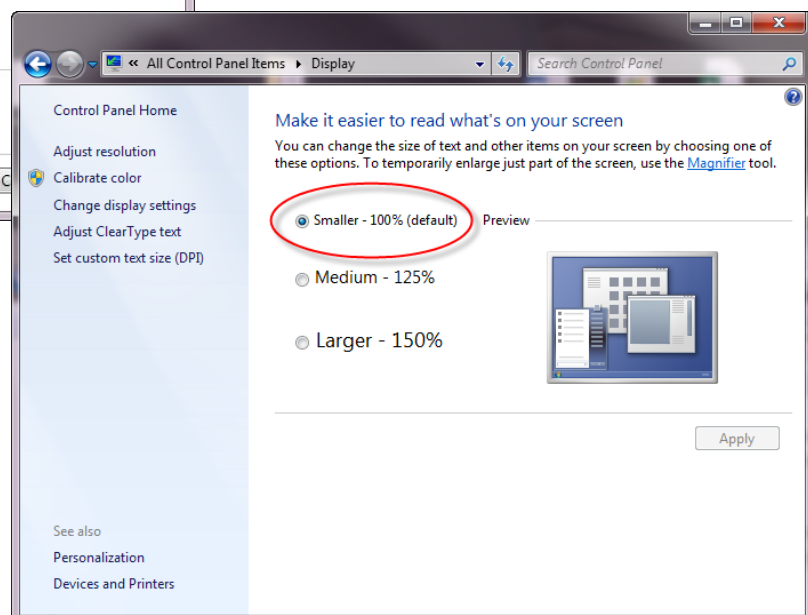 « All Control Panel Items ▸ Display
Search Control Panel
Control Panel Home
Adjust resolution
Calibrate color
Change display settings
Adjust ClearType text
Set custom text size (DPI)
See also
Personalization
Devices and Printers
Make it easier to read what's on your screen
You can change the size of text and other items on your screen by choosing one of
these options. To temporarily enlarge just part of the screen, use the Magnifier tool.
Smaller - 100% (default)
Preview
Medium - 125%
Larger - 150%
Apply
C